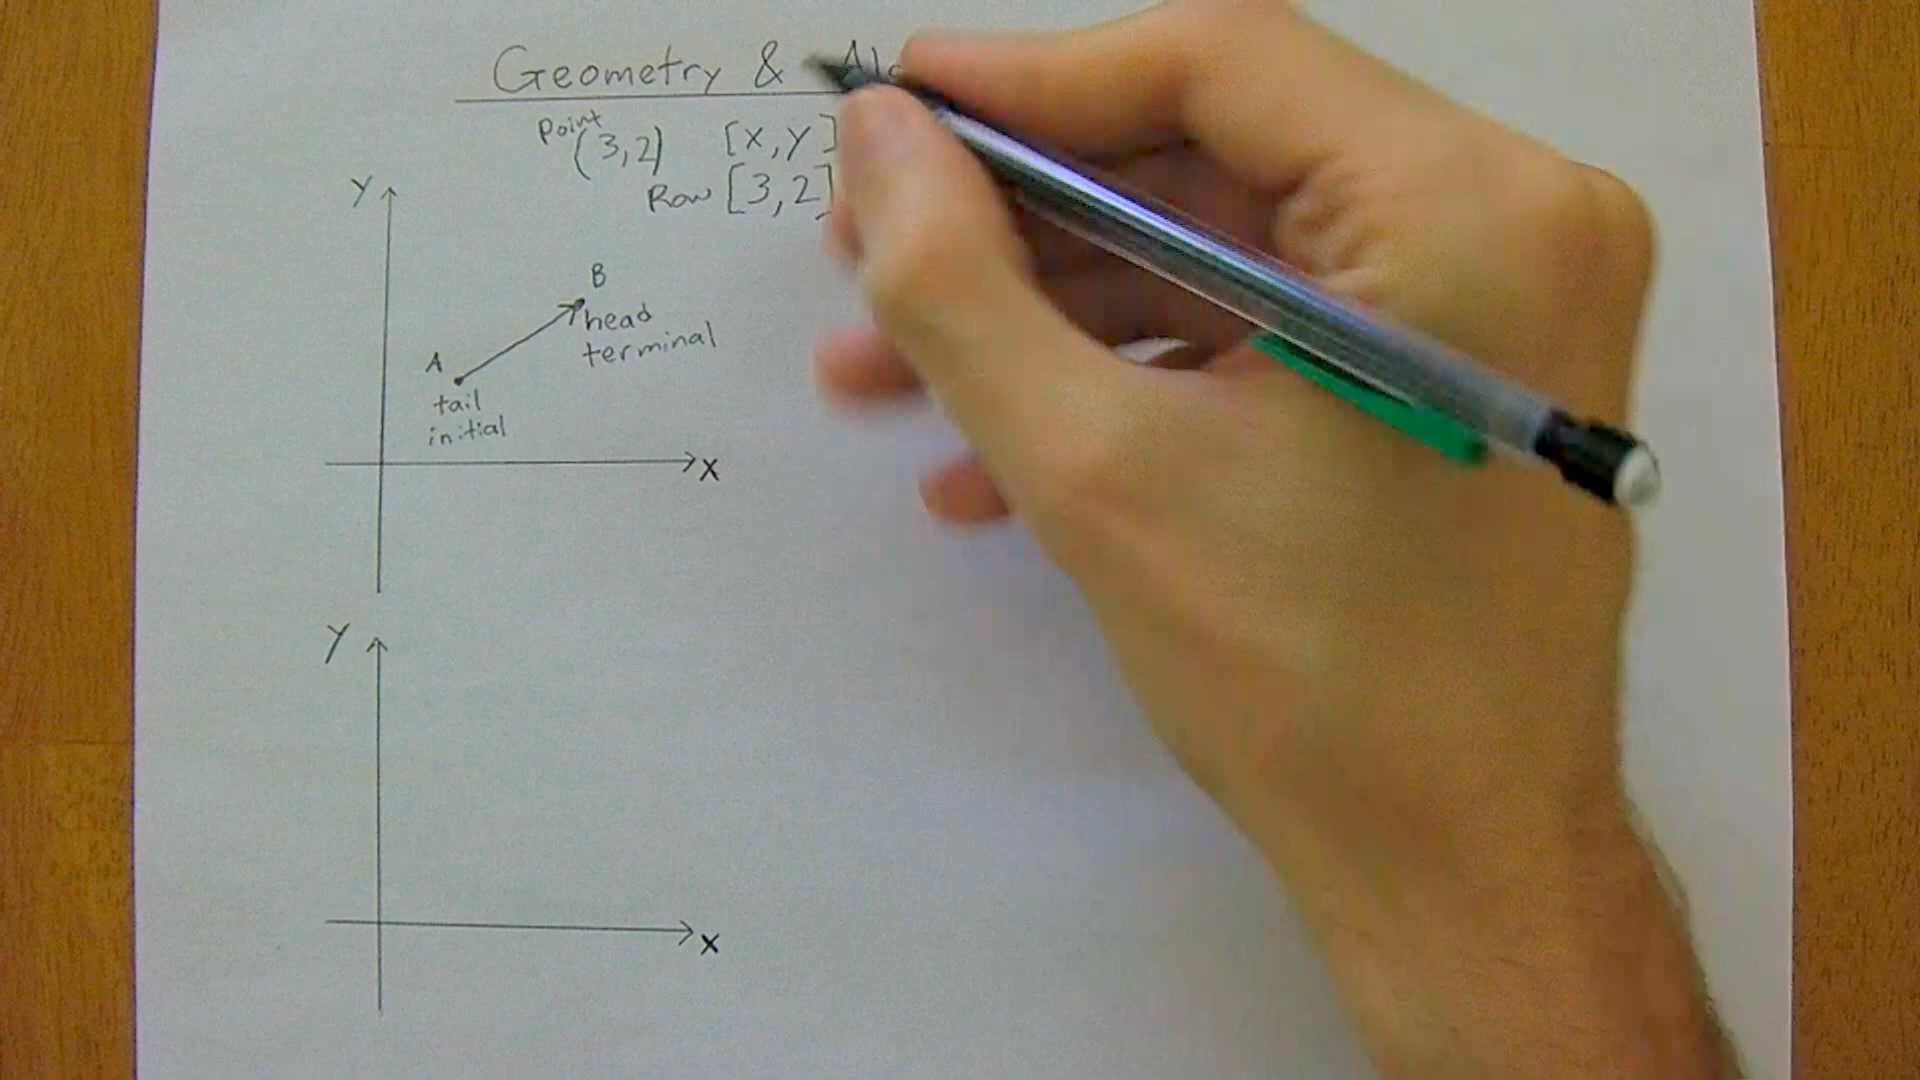 Geometry &
Point
(3,2) [x,y]
Row [3,2]
y
B
head
terminal
A
tail
initial
x
y
x